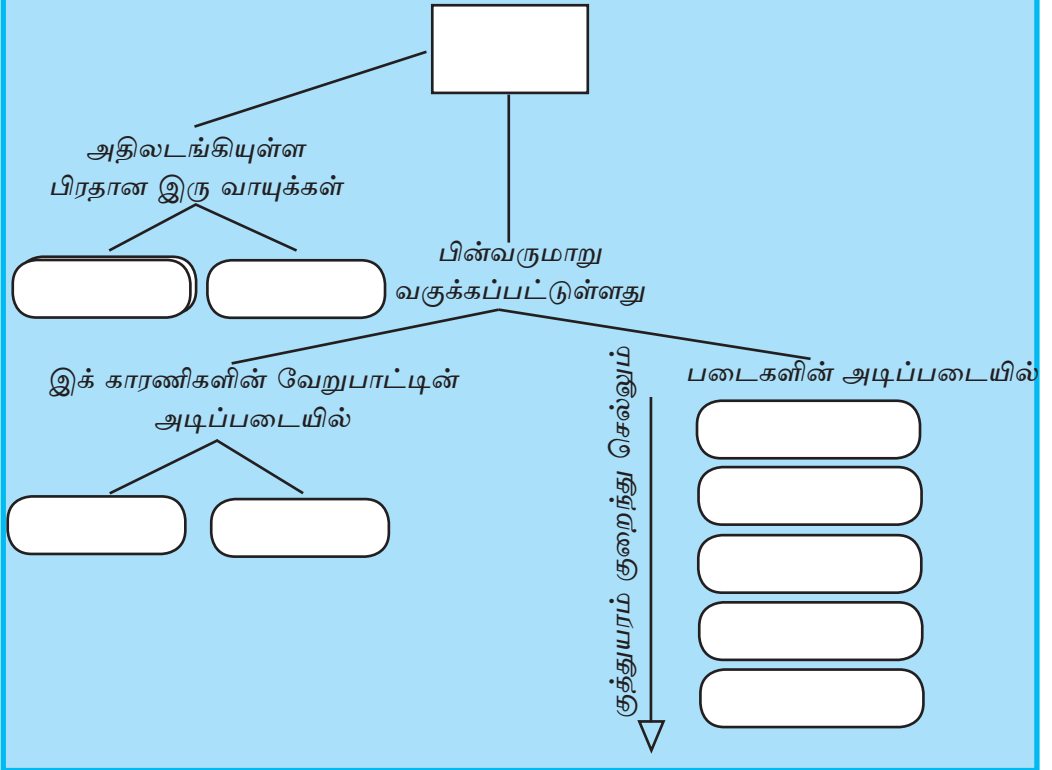 அதிலடங்கியுள்ள
பிரதான இரு வாயுக்கள்
பின்வருமாறு
வகுக்கப்பட்டுள்ளது
இக் காரணிகளின் வேறுபாட்டின்
அடிப்படையில்
படைகளின் அடிப்படையில்
குத்துயரம் குறைந்து செல்லும்